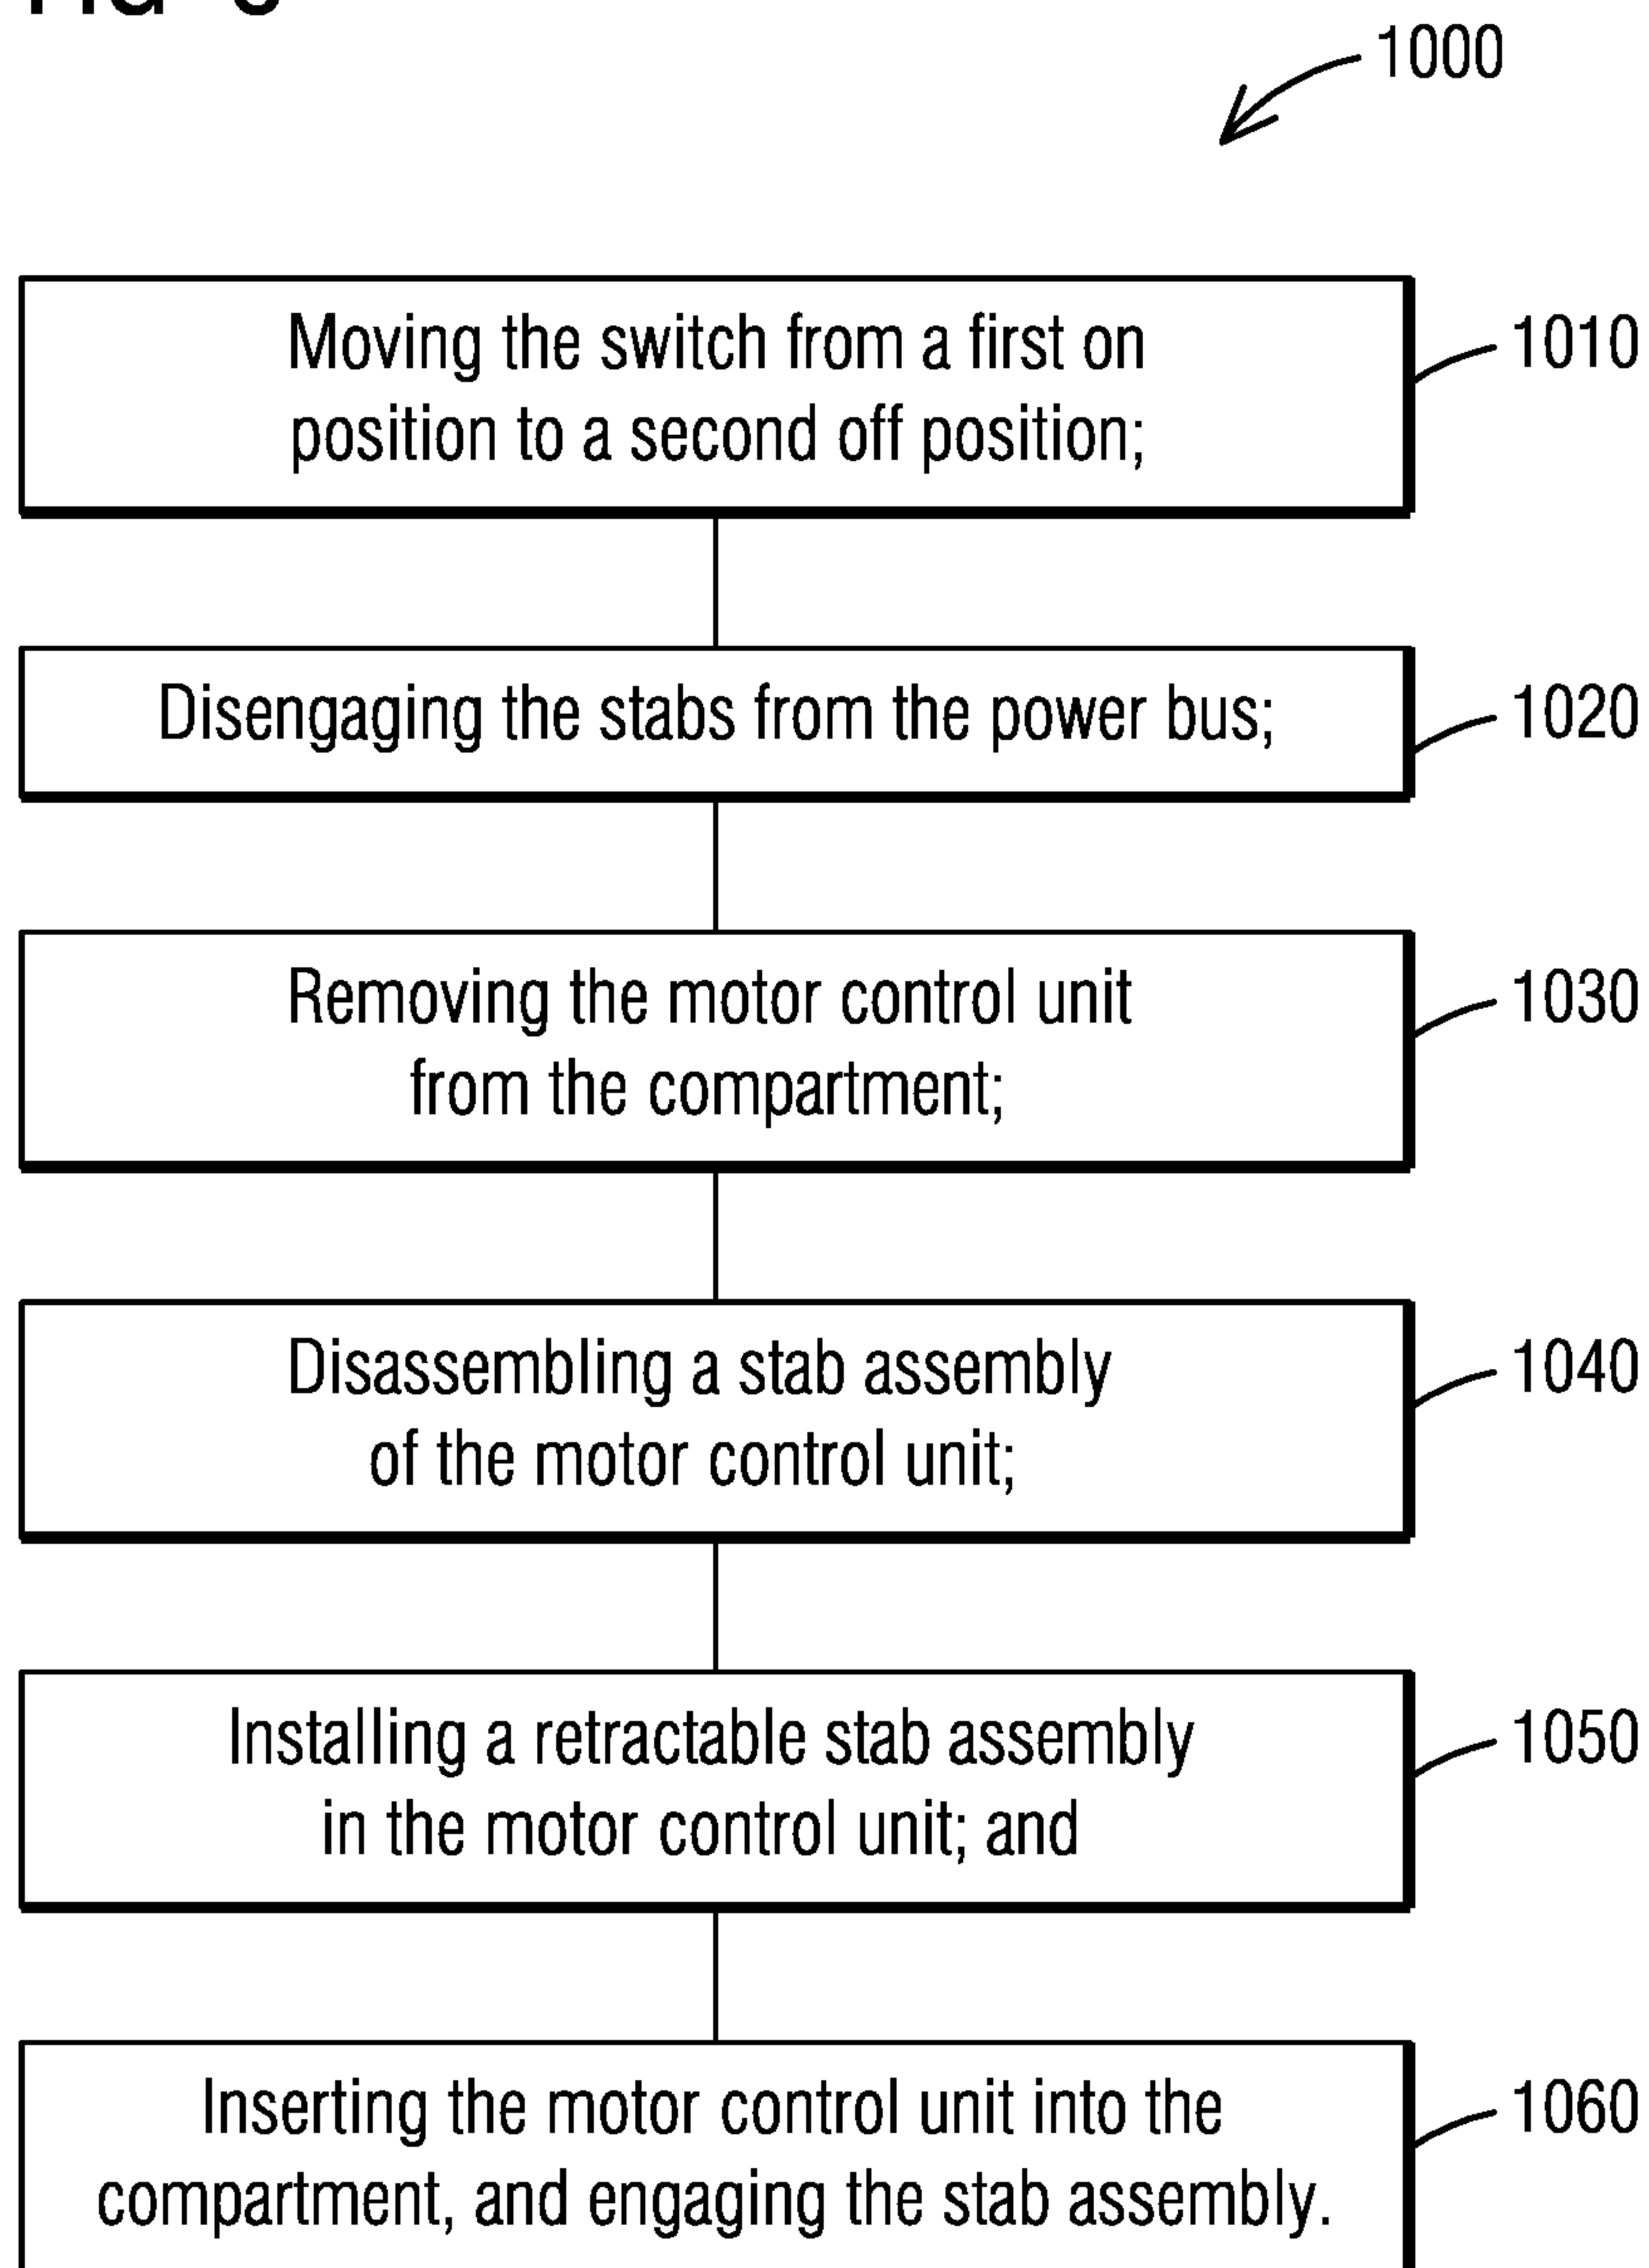 1000
Moving the switch from a first on
position to a second off position;
1010
Disengaging the stabs from the power bus;
1020
Removing the motor control unit
from the compartment;
1030
Disassembling a stab assembly
of the motor control unit;
1040
Installing a retractable stab assembly
in the motor control unit; and
1050
Inserting the motor control unit into the
compartment, and engaging the stab assembly.
1060